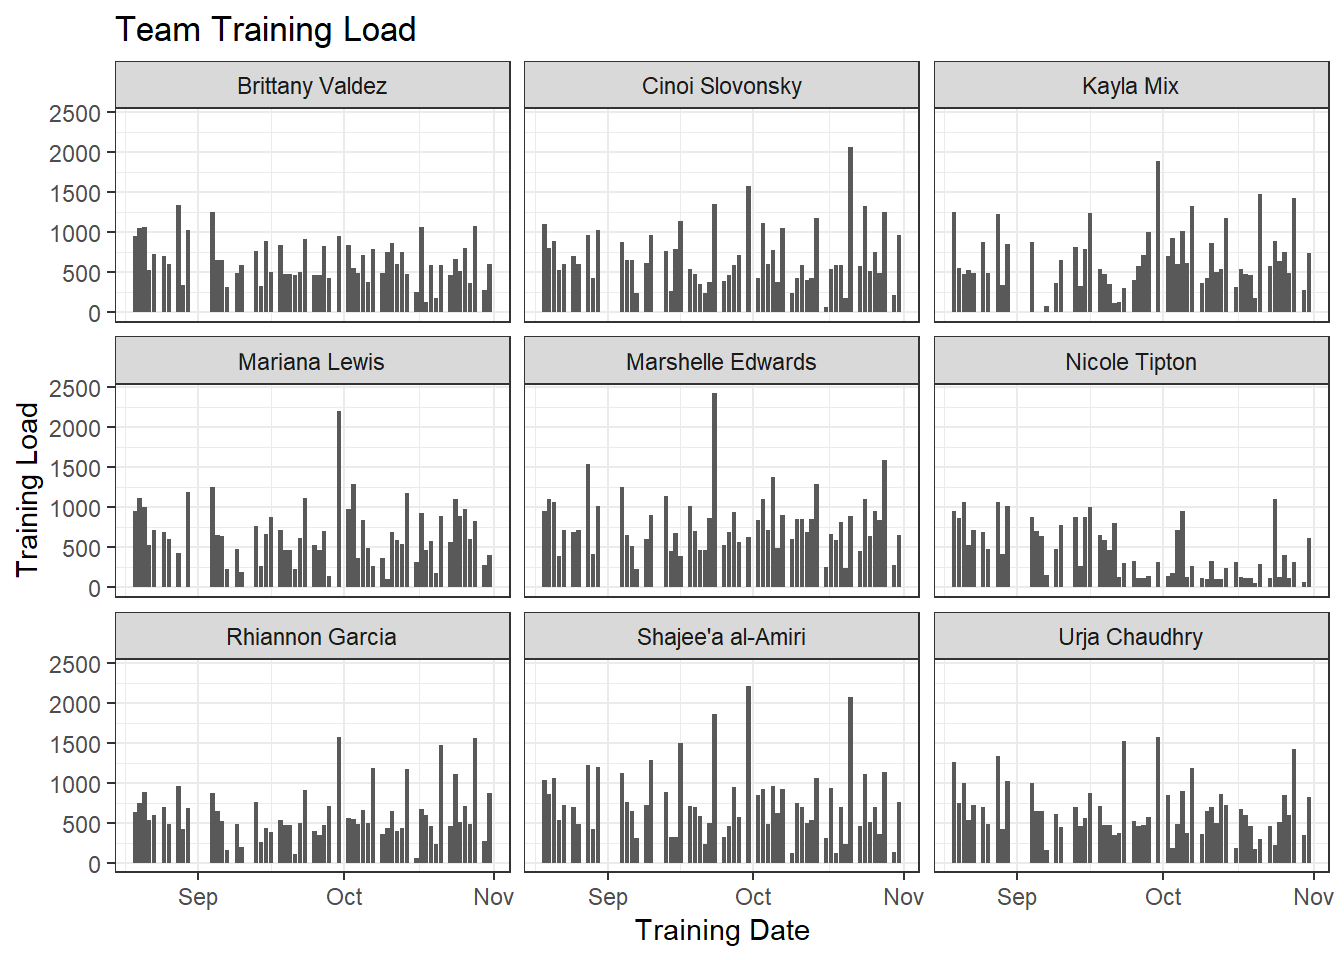 Team Training Load
Brittany Valdez Cinoi Slovonsky Kayla Mix
2500
2000
1500
1000
500
0
Mariana Lewis Marshelle Edwards Nicole Tipton
2500
2000
1500
1000
500
0
Training Load
Rhiannon Garcia Shajee'a al-Amiri Urja Chaudhry
2500
2000
1500
1000
500
0
Sep Oct Nov Sep Oct Nov Sep Oct Nov
Training Date